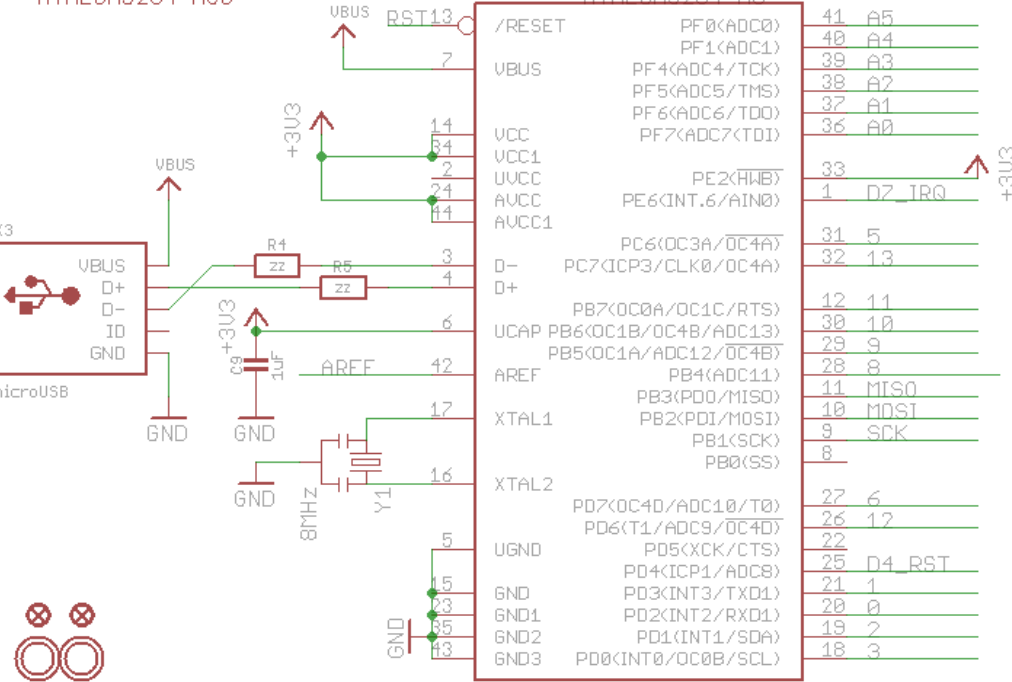 VBUS
RST 13
/RESET
7
VBUS
+3V3
14
VCC
34
VCC1
2
UVCC
24
AVCC
44
AVCC1
3
D-
4
D+
6
UCAP
42
AREF
AREF
17
XTAL1
16
XTAL2
5
UGND
15
GND
23
GND1
35
GND2
43
GND3
GND
VBUS
VBUS
D+
D-
ID
GND
microUSB
GND
R4
22
R5
22
+3V3
C9
1uF
GND
GND
8MHz
Y1
PF0(ADC0) 41 A5
PF1(ADC1) 40 A4
PF4(ADC4/TCK) 39 A3
PF5(ADC5/TMS) 38 A2
PF6(ADC6/TDO) 37 A1
PF7(ADC7(TDI) 36 A0
PE2(HWB) 33
+3V3
PE6(INT.6/AIN0) 1 D7_IRQ
PC6(OC3A/OC4A) 31 5
PC7(ICP3/CLK0/OC4A) 32 13
PB7(OC0A/OC1C/RTS) 12 11
PB6(OC1B/OC4B/ADC13) 30 10
PB5(OC1A/ADC12/OC4B) 29 9
PB4(ADC11) 28 8
PB3(PDO/MISO) 11 MISO
PB2(PDI/MOSI) 10 MOSI
PB1(SCK) 9 SCK
PB0(SS) 8
PD7(OC4D/ADC10/T0) 27 6
PD6(T1/ADC9/OC4D) 26 12
PD5(XCK/CTS) 22
PD4(ICP1/ADC8) 25 D4_RST
PD3(INT3/TXD1) 21 1
PD2(INT2/RXD1) 20 0
PD1(INT1/SDA) 19 2
PD0(INT0/OC0B/SCL) 18 3